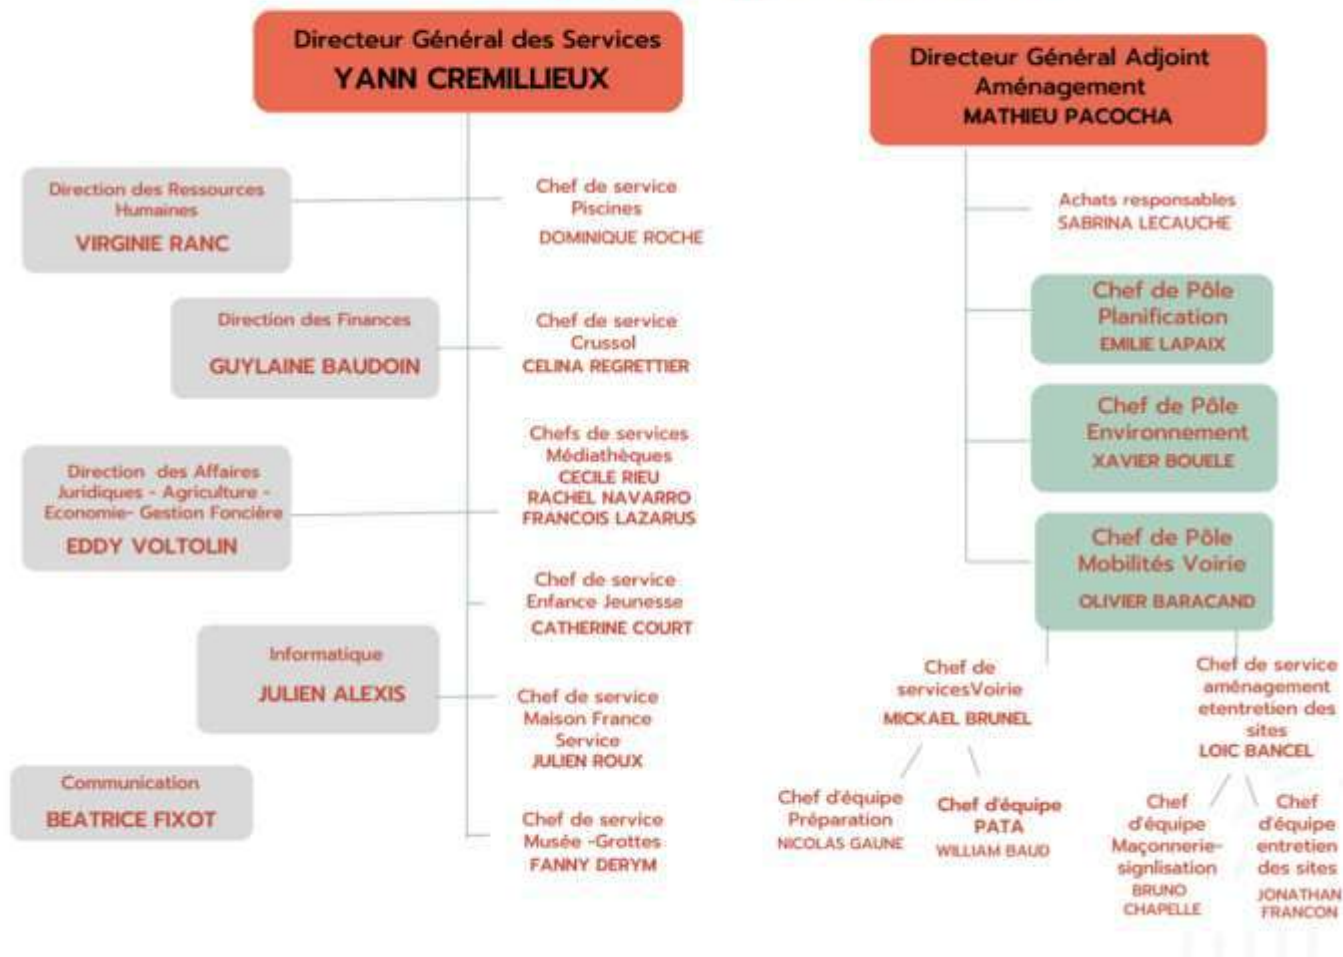 Directeur Général des Services
YANN CREMILLIEUX
Direction des Ressources
Humaines
VIRGINIE RANC
Chef de service
Piscines
DOMINIQUE ROCHE
Direction des Finances
GUYLAINE BAUDOIN
Chef de service
Crussol
CELINA REGRETTIER
Direction des Affaires
Juridiques - Agriculture -
Economie- Gestion Foncière
EDDY VOLTOLIN
Chefs de services
Médiathèques
CECILE RIEU
RACHEL NAVARRO
FRANCOIS LAZARUS
Chef de service
Enfance Jeunesse
CATHERINE COURT
Informatique
JULIEN ALEXIS
Chef de service
Maison France
Service
JULIEN ROUX
Communication
BEATRICE FIXOT
Chef de service
Musée -Grottes
FANNY DERYM
Directeur Général Adjoint
Aménagement
MATHIEU PACOCHA
Achats responsables
SABRINA LECAUCHE
Chef de Pôle
Planification
EMILIE LAPAIX
Chef de Pôle
Environnement
XAVIER BOUELE
Chef de Pôle
Mobilités Voirie
OLIVIER BARACAND
Chef de
servicesVoirie
MICKAEL BRUNEL
Chef d'équipe
Préparation
NICOLAS GAUNE
Chef d'équipe
PATA
WILLIAM BAUD
Chef de service
aménagement
etentretien des
sites
LOIC BANCEL
Chef
d'équipe
Maçonnerie-
signlisation
BRUNO
CHAPELLE
Chef
d'équipe
entretien
des sites
JONATHAN
FRANCON